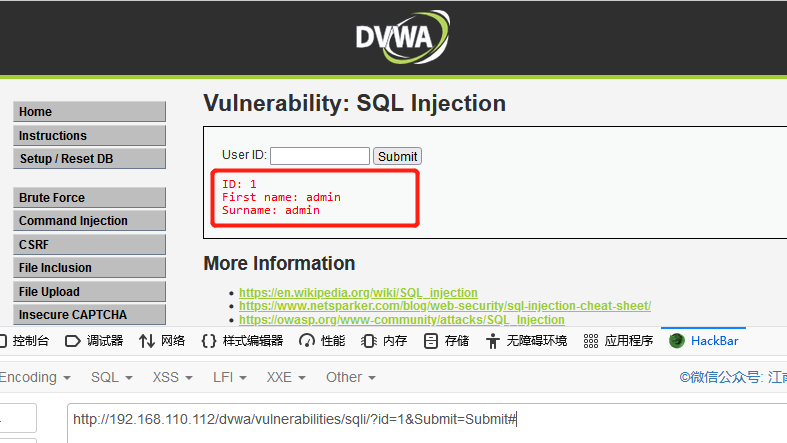 DVWA
Vulnerability: SQL Injection
Home
Instructions
Setup / Reset DB
Brute Force
Command Injection
CSRF
File Inclusion
File Upload
Insecure CAPTCHA
User ID: Submit
ID: 1
First name: admin
Surname: admin
More Information
https://en.wikipedia.org/wiki/SQL_injection
https://www.netsparker.com/blog/web-security/sql-injection-cheat-sheet/
https://owasp.org/www-community/attacks/SQL_Injection
控制台 调试器 网络 样式编辑器 性能 内存 存储 无障碍环境 应用程序 HackBar
Encoding SQL XSS LFI XXE Other ©微信公众号: 江南
http://192.168.110.112/dvwa/vulnerabilities/sqli/?id=1&Submit=Submit#